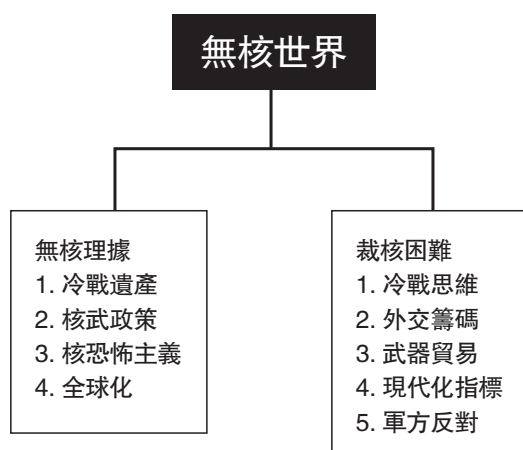 無核世界
無核理據
1. 冷戰遺產
2. 核武政策
3. 核恐怖主義
4. 全球化
裁核困難
1. 冷戰思維
2. 外交籌碼
3. 武器貿易
4. 現代化指標
5. 軍方反對